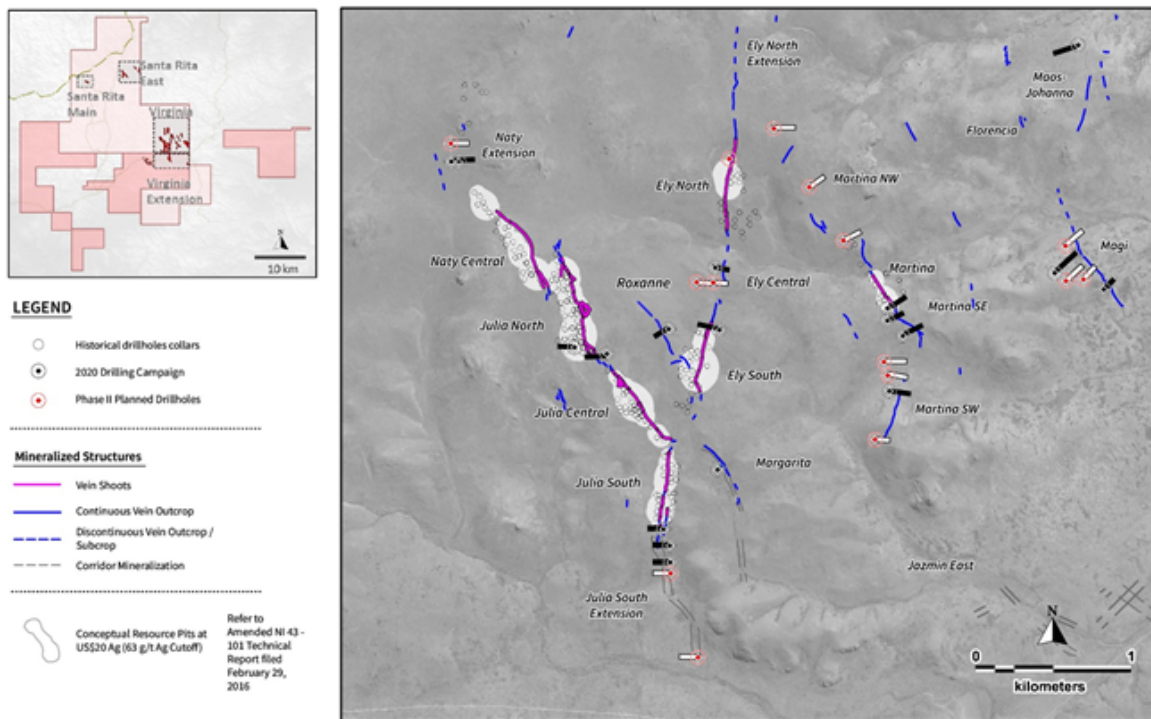 Santa Rita
East
Santa Rita
Main
Virginia
Virginia
Extension
N
10 km
LEGEND
Historical drillholes collars
2020 Drilling Campaign
Phase II Planned Drillholes
Mineralized Structures
Vein Shoots
Continuous Vein Outcrop
Discontinuous Vein Outcrop /
Subcrop
Corridor Mineralization
Conceptual Resource Pits at
US$20 Ag (63 g/t Ag Cutoff)
Refer to
Amended NI 43 -
101 Technical
Report filed
February 29,
2016
Ely North
Extension
Maos-
Johanna
Florencia
Naty
Extension
Ely North
Martina NW
Magi
Naty Central
Roxanne
Ely Central
Martina
Martina SE
Julia North
Ely South
Julia Central
Martina SW
Margarita
Julia South
Jazmin East
Julia South
Extension
N
0 1
kilometers